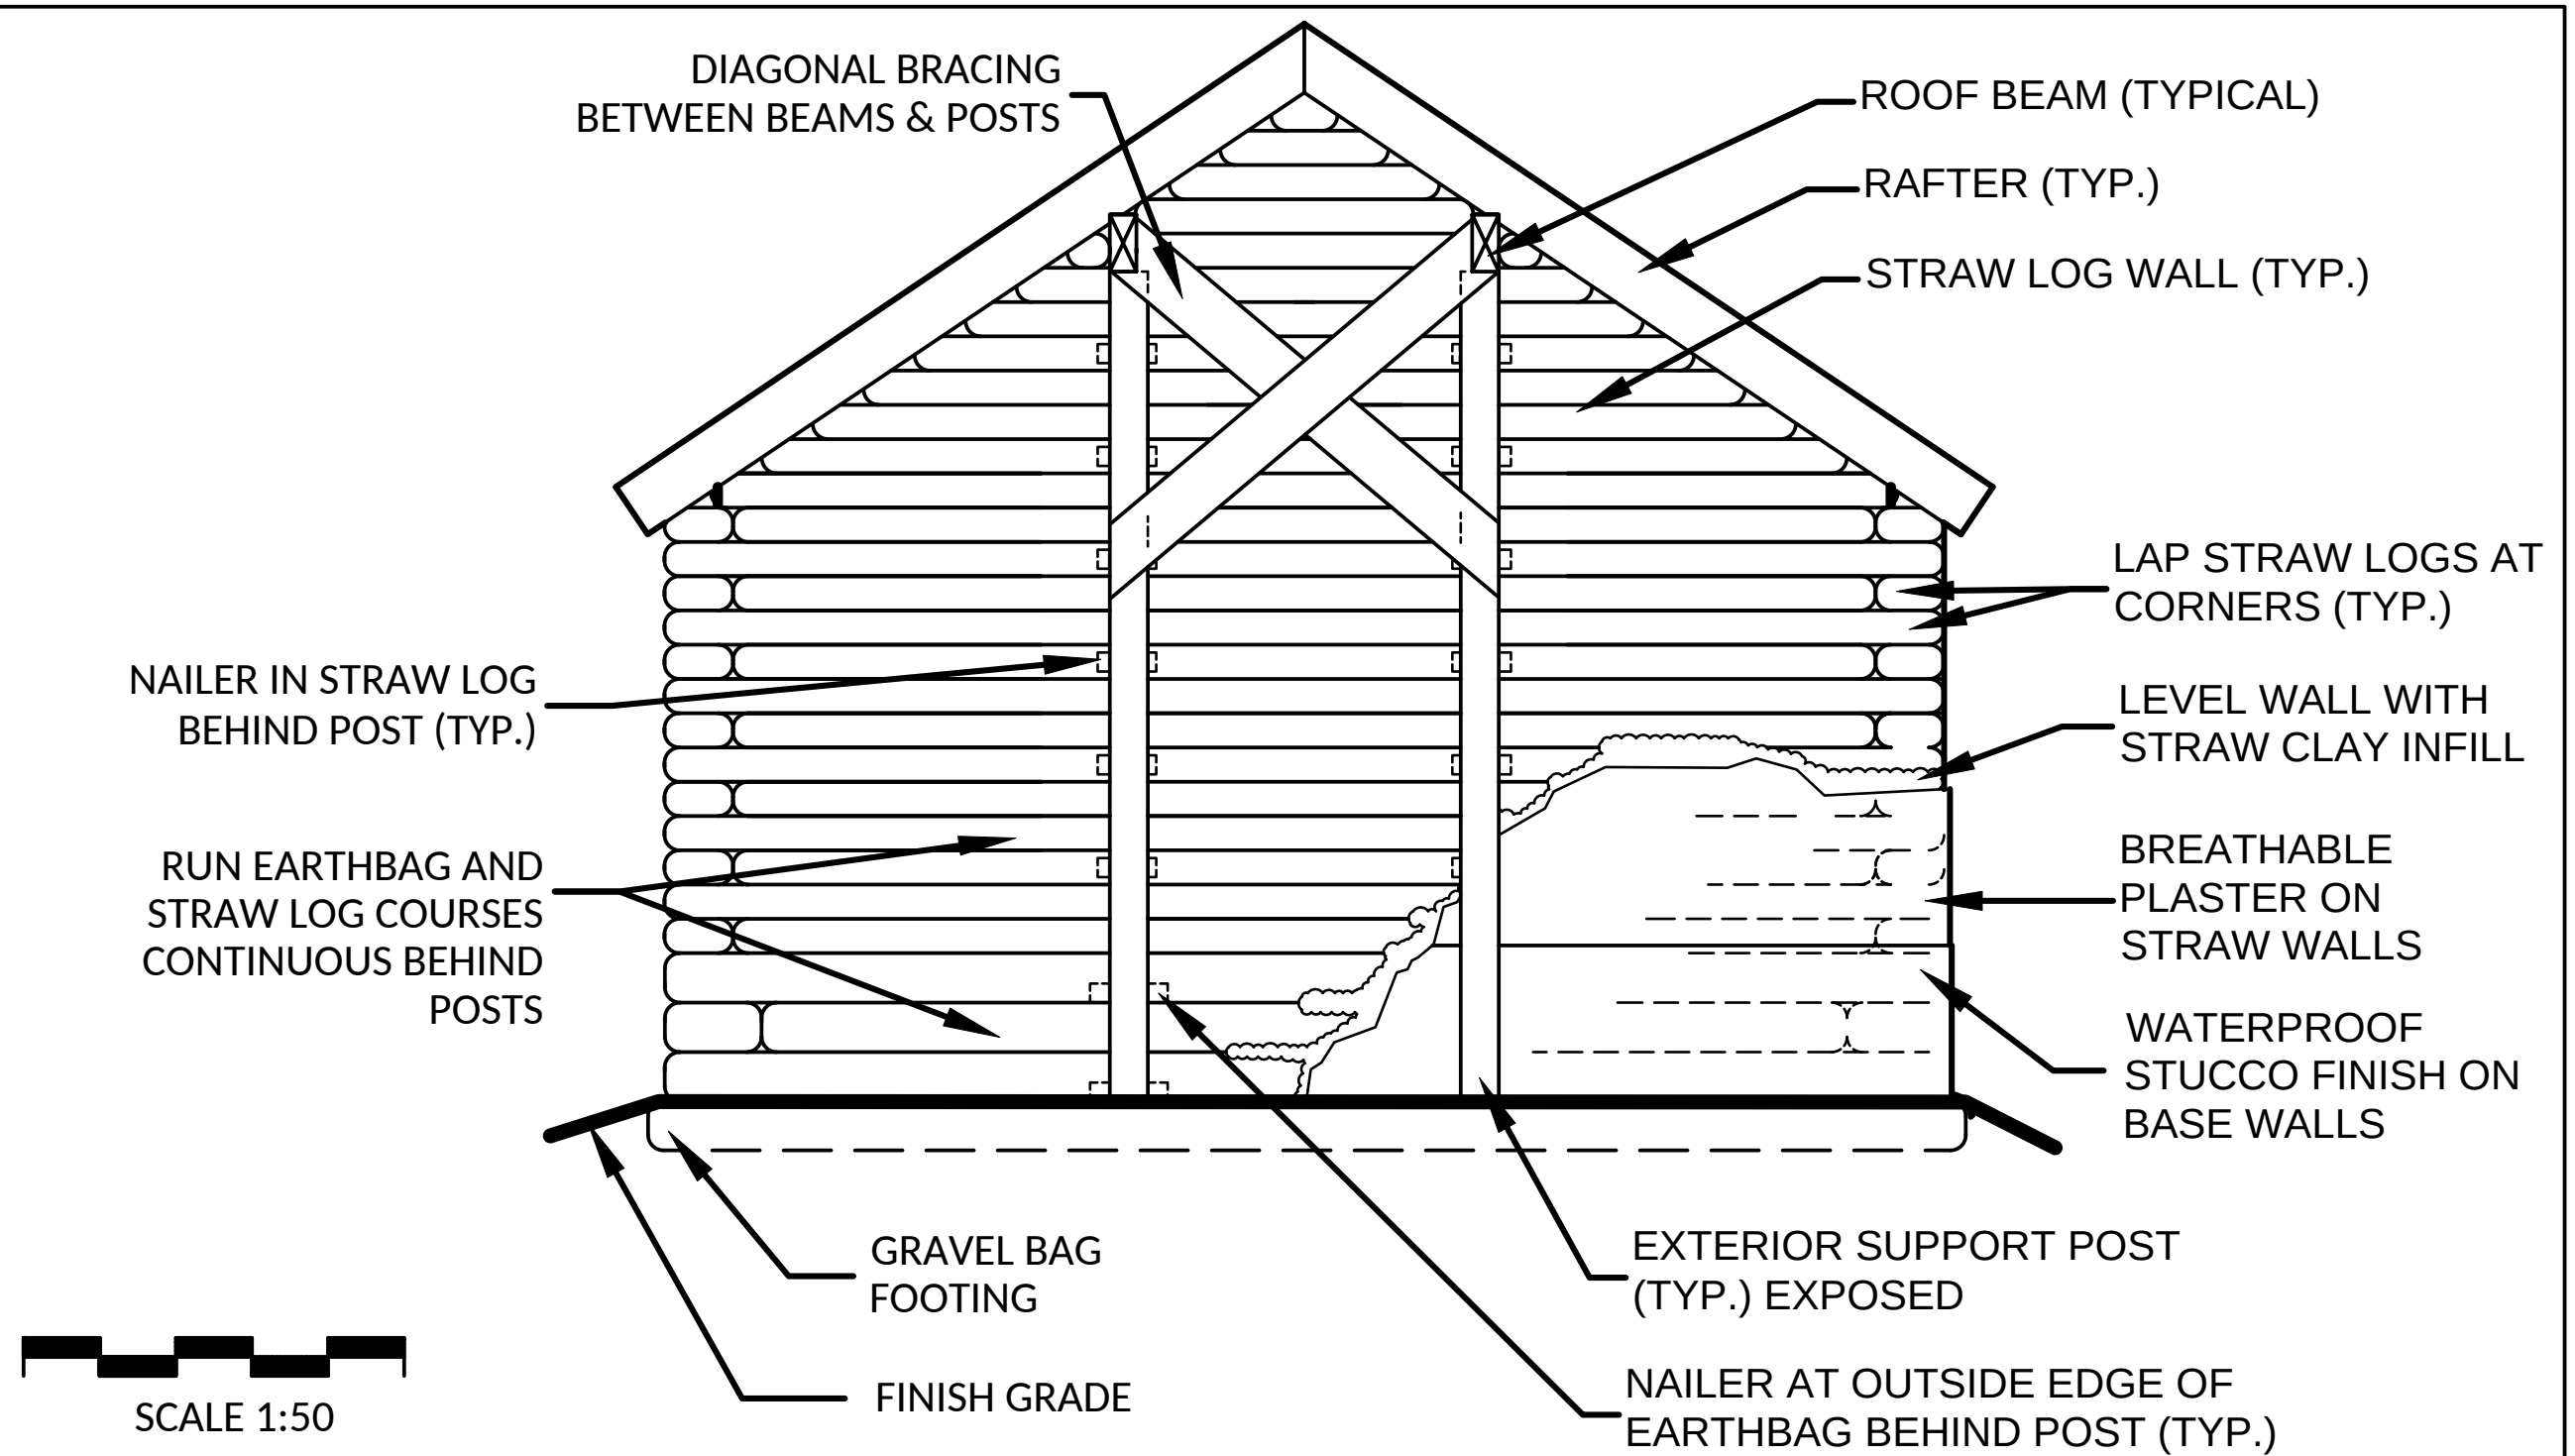 DIAGONAL BRACING
BETWEEN BEAMS & POSTS
ROOF BEAM (TYPICAL)
RAFTER (TYP.)
STRAW LOG WALL (TYP.)
LAP STRAW LOGS AT
CORNERS (TYP.)
NAILER IN STRAW LOG
BEHIND POST (TYP.)
LEVEL WALL WITH
STRAW CLAY INFILL
RUN EARTHBAG AND
STRAW LOG COURSES
CONTINUOUS BEHIND
POSTS
BREATHABLE
PLASTER ON
STRAW WALLS
WATERPROOF
STUCCO FINISH ON
BASE WALLS
GRAVEL BAG
FOOTING
EXTERIOR SUPPORT POST
(TYP.) EXPOSED
FINISH GRADE
NAILER AT OUTSIDE EDGE OF
EARTHBAG BEHIND POST (TYP.)
SCALE 1:50